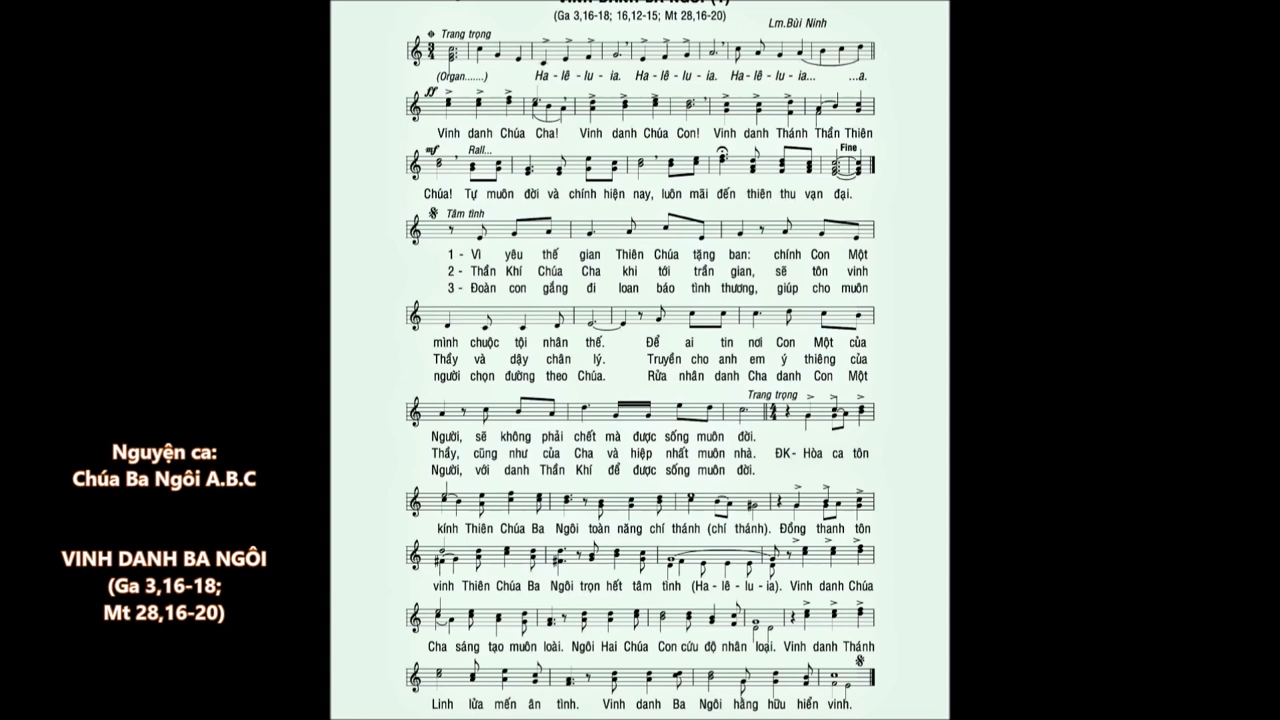 VINH DANH BA NGÔI (1)
(Ga 3,16-18; 16,12-15; Mt 28,16-20)
Lm.Bùi Ninh
Trang trọng
(Organ.......) Ha - lê - lu - ia. Ha - lê - lu - ia. Ha - lê - lu - ia... ...a.
ff
Vinh danh Chúa Cha! Vinh danh Chúa Con! Vinh danh Thánh Thần Thiên
mf Rall... Fine
Chúa! Tự muôn đời và chính hiện nay, luôn mãi đến thiên thu vạn đại.
Tâm tình
1 - Vì yêu thế gian Thiên Chúa tặng ban: chính Con Một
2 - Thần Khí Chúa Cha khi tới trần gian, sẽ tôn vinh
3 - Đoàn con gắng đi loan báo tình thương, giúp cho muôn
mình chuộc tội nhân thế. Để ai tin nơi Con Một của
Thầy và dậy chân lý. Truyền cho anh em ý thiêng của
người chọn đường theo Chúa. Rửa nhân danh Cha danh Con Một
Trang trọng
Người, sẽ không phải chết mà được sống muôn đời.
Thầy, cũng như của Cha và hiệp nhất muôn nhà. ĐK- Hòa ca tôn
Người, với danh Thần Khí để được sống muôn đời.
kính Thiên Chúa Ba Ngôi toàn năng chí thánh (chí thánh). Đồng thanh tôn
vinh Thiên Chúa Ba Ngôi trọn hết tâm tình (Ha - lê - lu - ia). Vinh danh Chúa
Cha sáng tạo muôn loài. Ngôi Hai Chúa Con cứu độ nhân loại. Vinh danh Thánh
Linh lửa mến ân tình. Vinh danh Ba Ngôi hằng hữu hiển vinh.
Nguyện ca:
Chúa Ba Ngôi A.B.C
VINH DANH BA NGÔI
(Ga 3,16-18;
Mt 28,16-20)